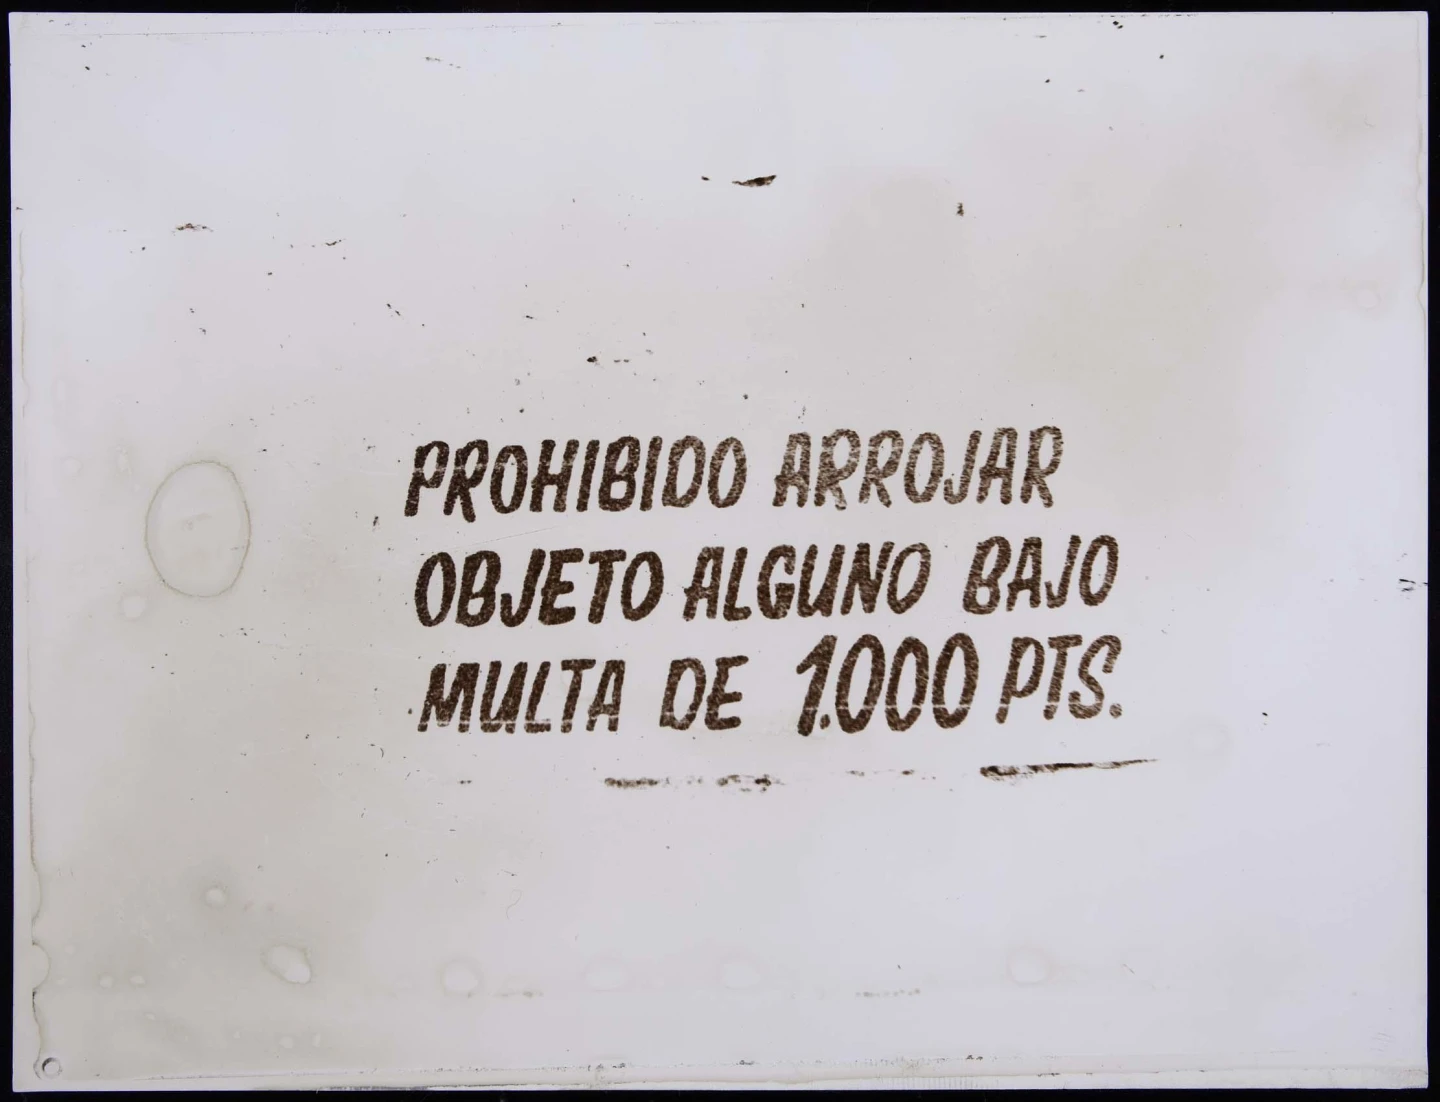 PROHIBIDO ARROJAR
OBJETO ALGUNO BAJO
MULTA DE 1.000 PTS.